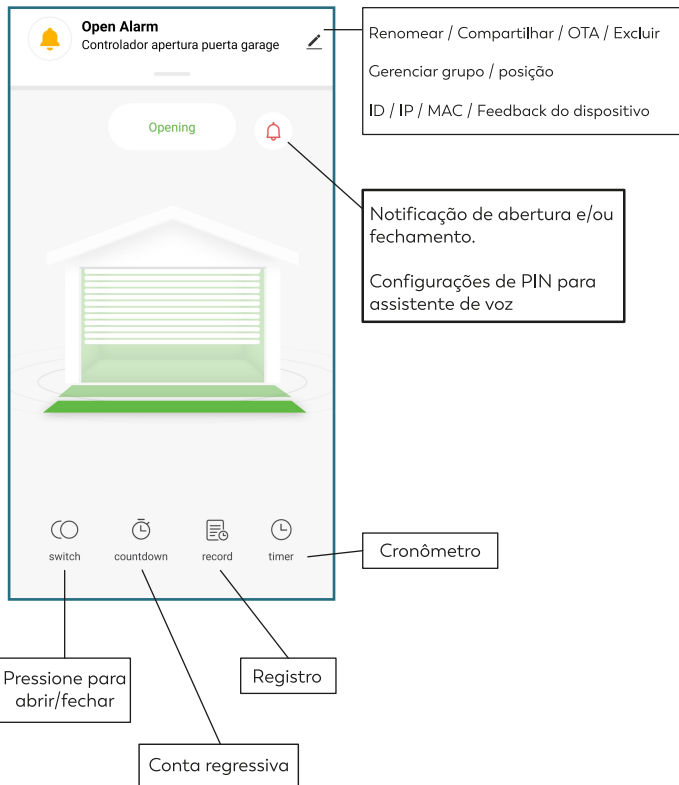 Open Alarm
Controlador apertura puerta garage
Renomear / Compartilhar / OTA / Excluir
Gerenciar grupo / posição
ID / IP / MAC / Feedback do dispositivo
Opening
Notificação de abertura e/ou
fechamento.
Configurações de PIN para
assistente de voz
switch
countdown
record
timer
Cronômetro
Pressione para
abrir/fechar
Registro
Conta regressiva